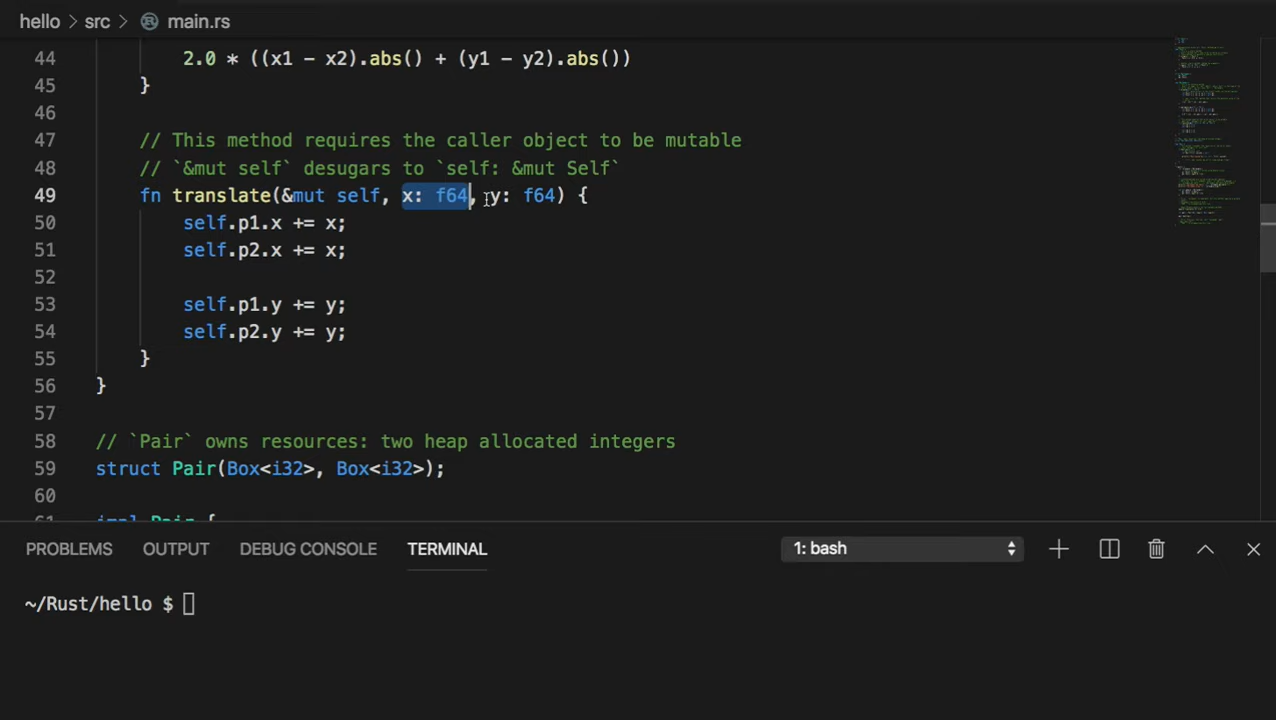 hello > src > main.rs
44 2.0 * ((x1 - x2).abs() + (y1 - y2).abs())
45 }
46
47 // This method requires the caller object to be mutable
48 // `&mut self` desugars to `self: &mut Self`
49 fn translate(&mut self, x: f64, y: f64) {
50 self.p1.x += x;
51 self.p2.x += x;
52
53 self.p1.y += y;
54 self.p2.y += y;
55 }
56 }
57
58 // `Pair` owns resources: two heap allocated integers
59 struct Pair(Box<i32>, Box<i32>);
60
61 impl Pair {
PROBLEMS OUTPUT DEBUG CONSOLE TERMINAL 1: bash
~/Rust/hello $